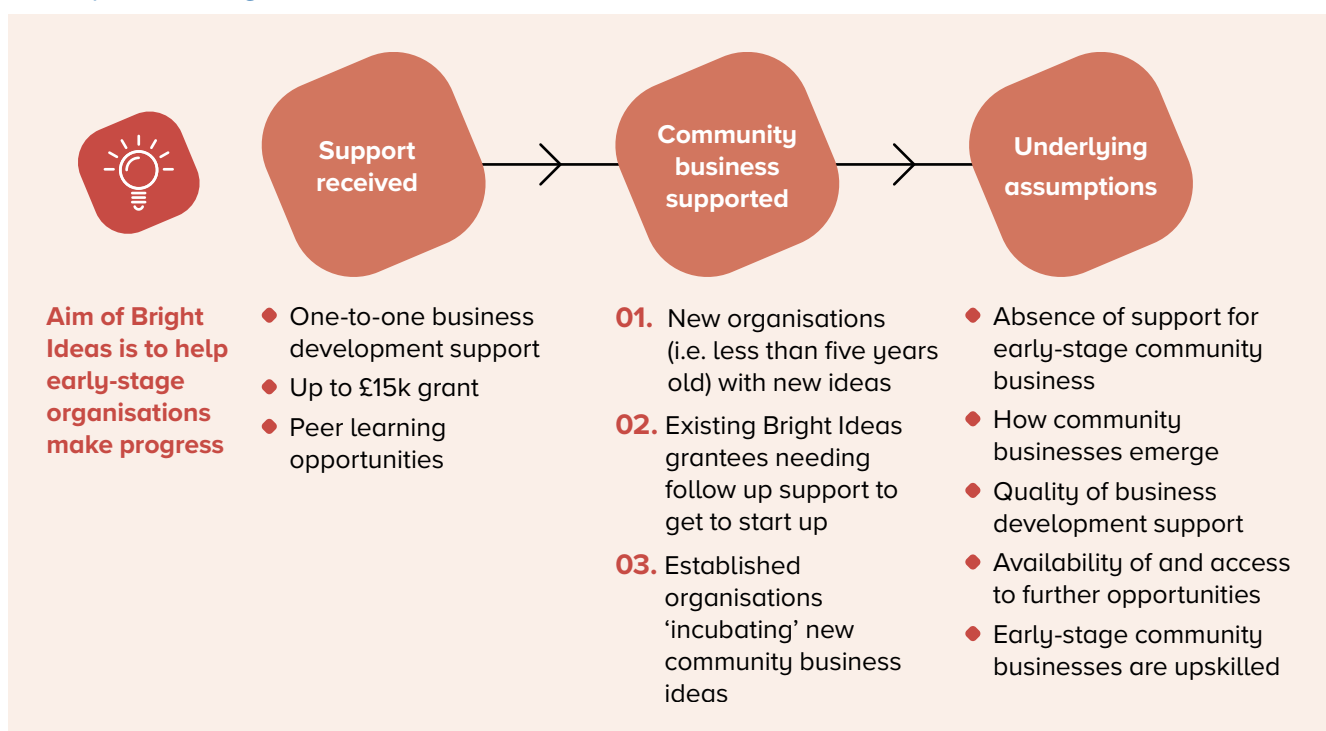 Support
received
Community
business
supported
Underlying
assumptions
Aim of Bright
Ideas is to help
early-stage
organisations
make progress
One-to-one business
development support
Up to £15k grant
Peer learning
opportunities
01. New organisations
(i.e. less than five years
old) with new ideas
02. Existing Bright Ideas
grantees needing
follow up support to
get to start up
03. Established
organisations
‘incubating’ new
community business
ideas
Absence of support for
early-stage community
business
How community
businesses emerge
Quality of business
development support
Availability of and access
to further opportunities
Early-stage community
businesses are upskilled